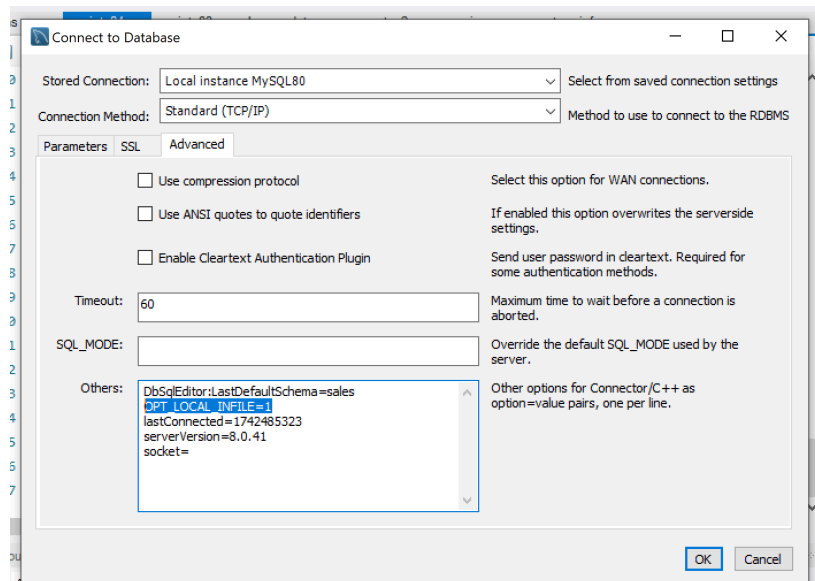 Connect to Database
Stored Connection: Local instance MySQL80 Select from saved connection settings
Connection Method: Standard (TCP/IP) Method to use to connect to the RDBMS
Parameters SSL Advanced
Use compression protocol Select this option for WAN connections.
Use ANSI quotes to quote identifiers If enabled this option overwrites the serverside
settings.
Enable Cleartext Authentication Plugin Send user password in cleartext. Required for
some authentication methods.
Timeout: 60 Maximum time to wait before a connection is
aborted.
SQL_MODE: Override the default SQL_MODE used by the
server.
Others: DbSqlEditor:LastDefaultSchema=sales Other options for Connector/C++ as
OPT_LOCAL_INFILE=1 option=value pairs, one per line.
lastConnected=1742485323
serverVersion=8.0.41
socket=
OK Cancel